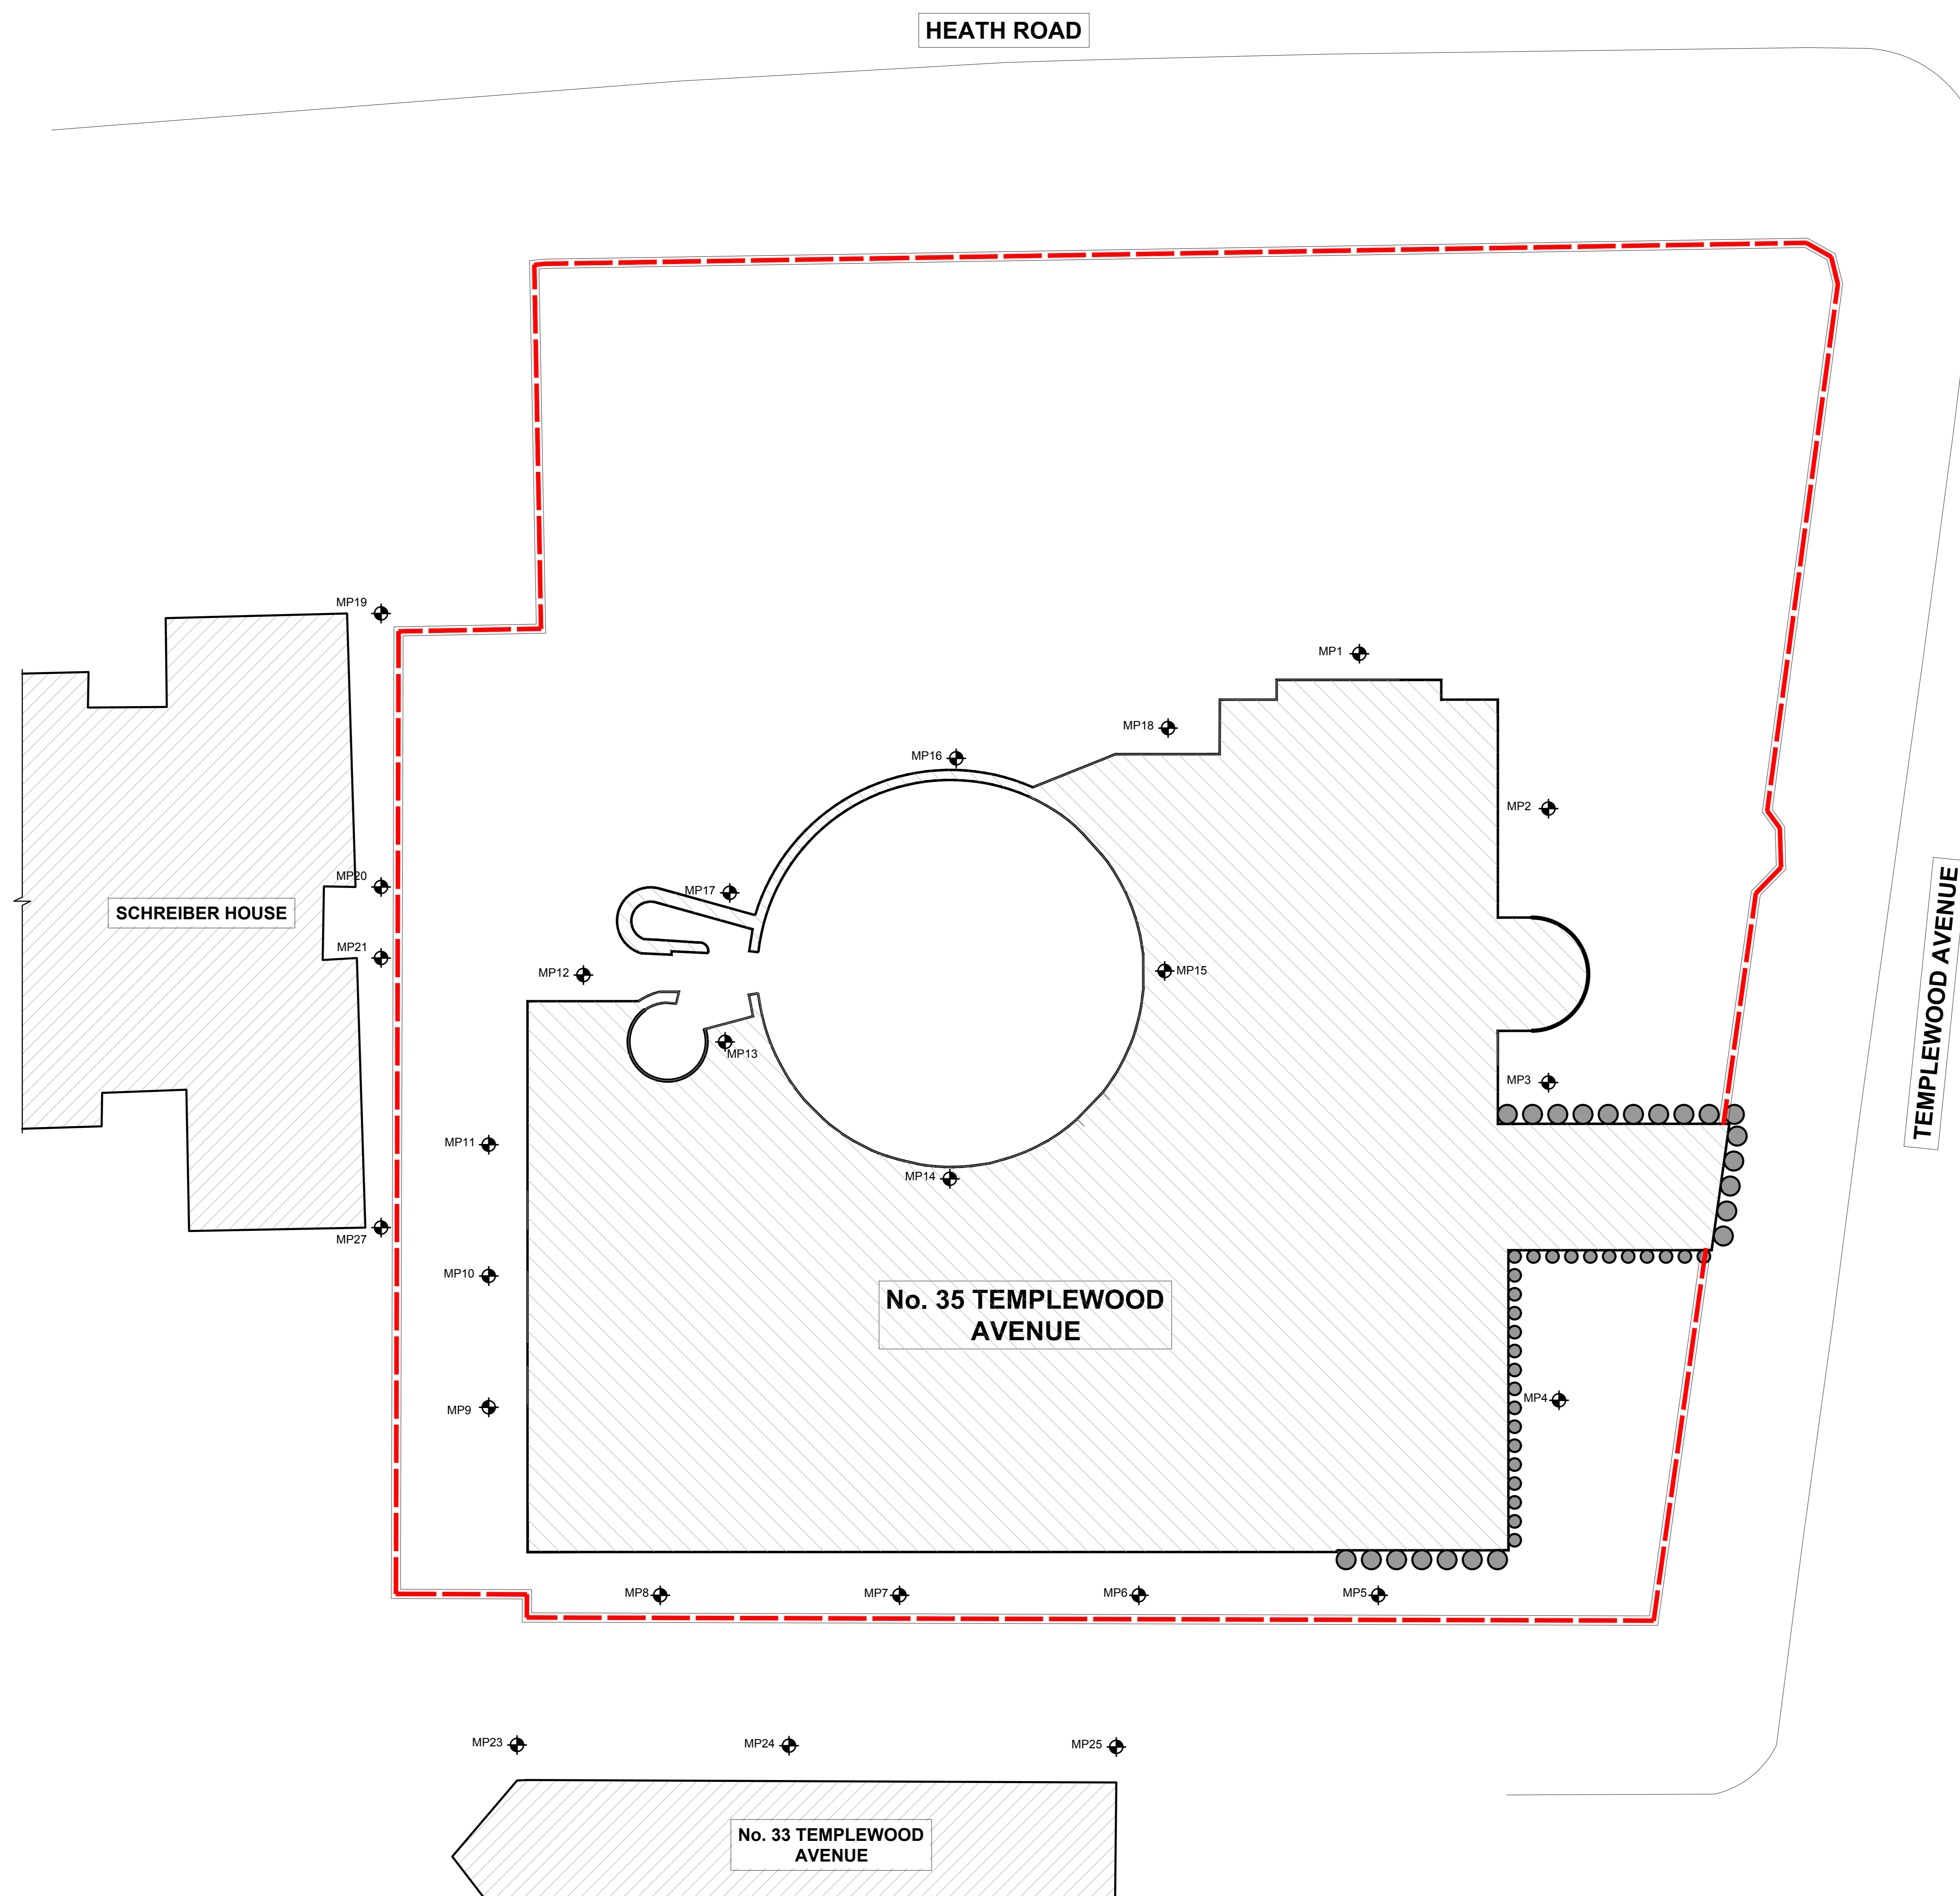 HEATH ROAD
MP19
MP1
MP18
MP16
MP2
MP20
MP17
SCHREIBER HOUSE
MP21
MP12
MP15
TEMPLEWOOD AVENUE
MP13
MP3
MP11
MP14
MP27
MP10
No. 35 TEMPLEWOOD
AVENUE
MP4
MP9
MP8
MP7
MP6
MP5
MP23
MP24
MP25
No. 33 TEMPLEWOOD
AVENUE